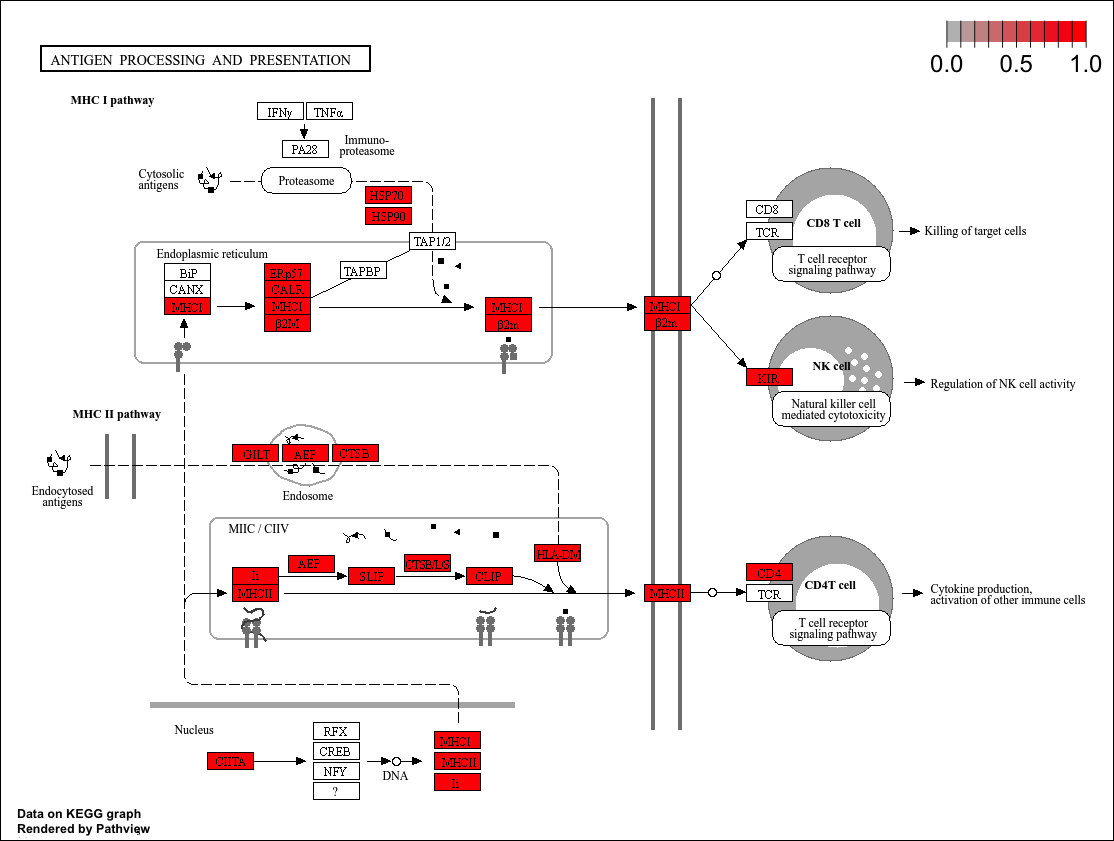 0.0 0.5 1.0
ANTIGEN PROCESSING AND PRESENTATION
MHC I pathway
IFNγ TNFα
PA28
Immuno-
proteasome
Cytosolic
antigens
Proteasome
HSP70
HSP90
TAP1/2
Endoplasmic reticulum
BiP
CANX
MHCI
ERp57
CALR
MHCI
β2M
TAPBP
MHCI
β2m
MHCI
β2m
CD8
TCR
CD8 T cell
T cell receptor
signaling pathway
Killing of target cells
KIR
NK cell
Natural killer cell
mediated cytotoxicity
Regulation of NK cell activity
MHC II pathway
Endocytosed
antigens
GILT AEP CTSB
Endosome
MIIC / CIIV
Ii
MHCII
AEP
SLIP
CTSB/L/S
CLIP
HLA-DM
MHCII
CD4
TCR
CD4T cell
T cell receptor
signaling pathway
Cytokine production,
activation of other immune cells
Nucleus
CIITA
RFX
CREB
NFY
?
DNA
MHCI
MHCII
Ii
Data on KEGG graph
Rendered by Pathview